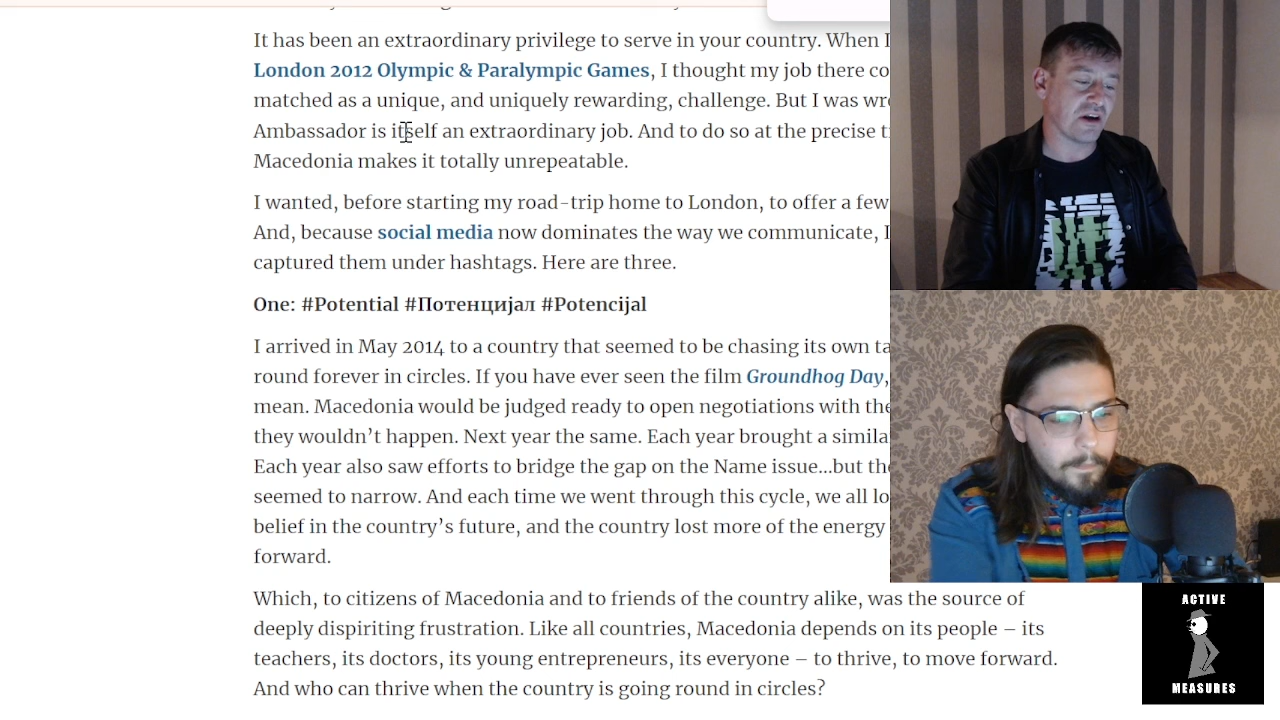 It has been an extraordinary privilege to serve in your country. When I
London 2012 Olympic & Paralympic Games, I thought my job there co
matched as a unique, and uniquely rewarding, challenge. But I was wr
Ambassador is itself an extraordinary job. And to do so at the precise t
Macedonia makes it totally unrepeatable.
I wanted, before starting my road-trip home to London, to offer a few
And, because social media now dominates the way we communicate, I
captured them under hashtags. Here are three.
One: #Potential #Потенцијал #Potencijal
I arrived in May 2014 to a country that seemed to be chasing its own ta
round forever in circles. If you have ever seen the film Groundhog Day,
mean. Macedonia would be judged ready to open negotiations with the
they wouldn’t happen. Next year the same. Each year brought a simila
Each year also saw efforts to bridge the gap on the Name issue…but the
seemed to narrow. And each time we went through this cycle, we all lo
belief in the country’s future, and the country lost more of the energy
forward.
Which, to citizens of Macedonia and to friends of the country alike, was the source of
deeply dispiriting frustration. Like all countries, Macedonia depends on its people – its
teachers, its doctors, its young entrepreneurs, its everyone – to thrive, to move forward.
And who can thrive when the country is going round in circles?
ACTIVE
MEASURES